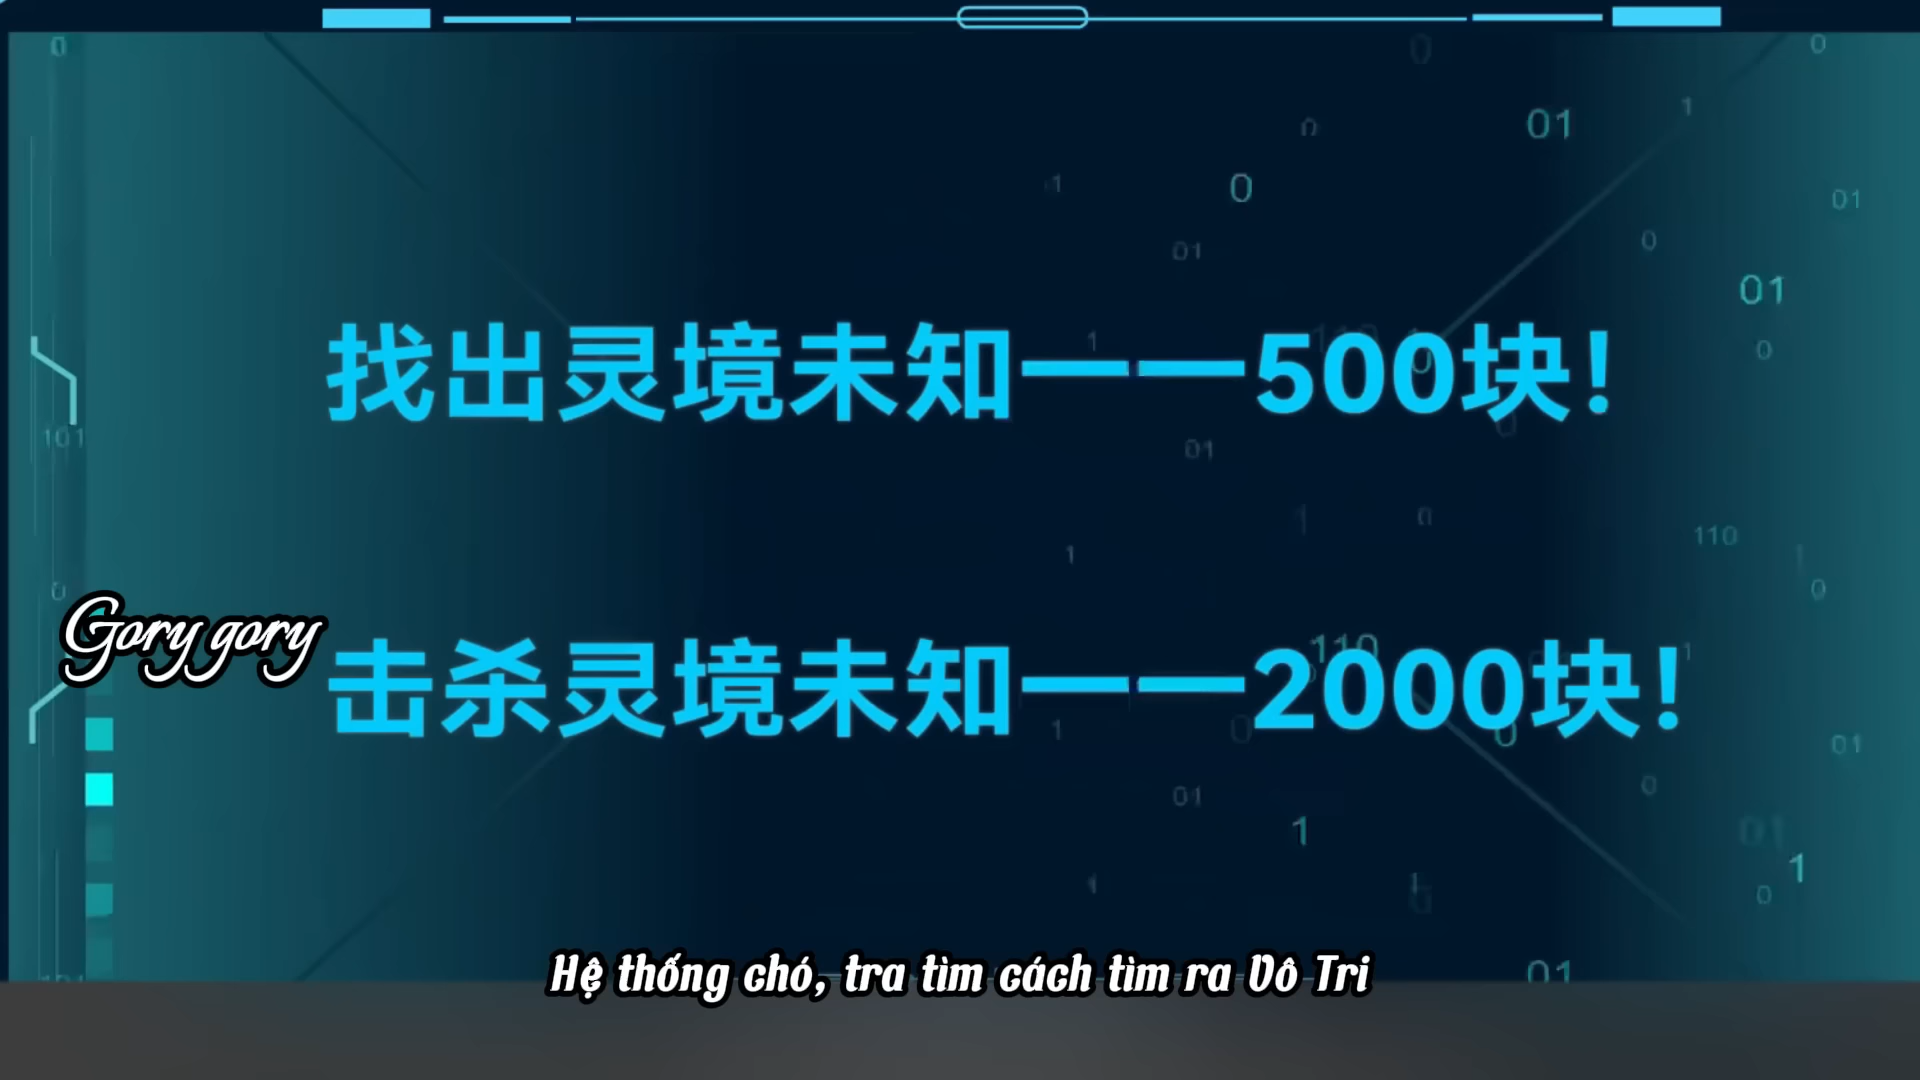 找出灵境未知——500块！
Gory gory
击杀灵境未知——2000块！
Hệ thống chó, tra tìm cách tìm ra Vô Tri